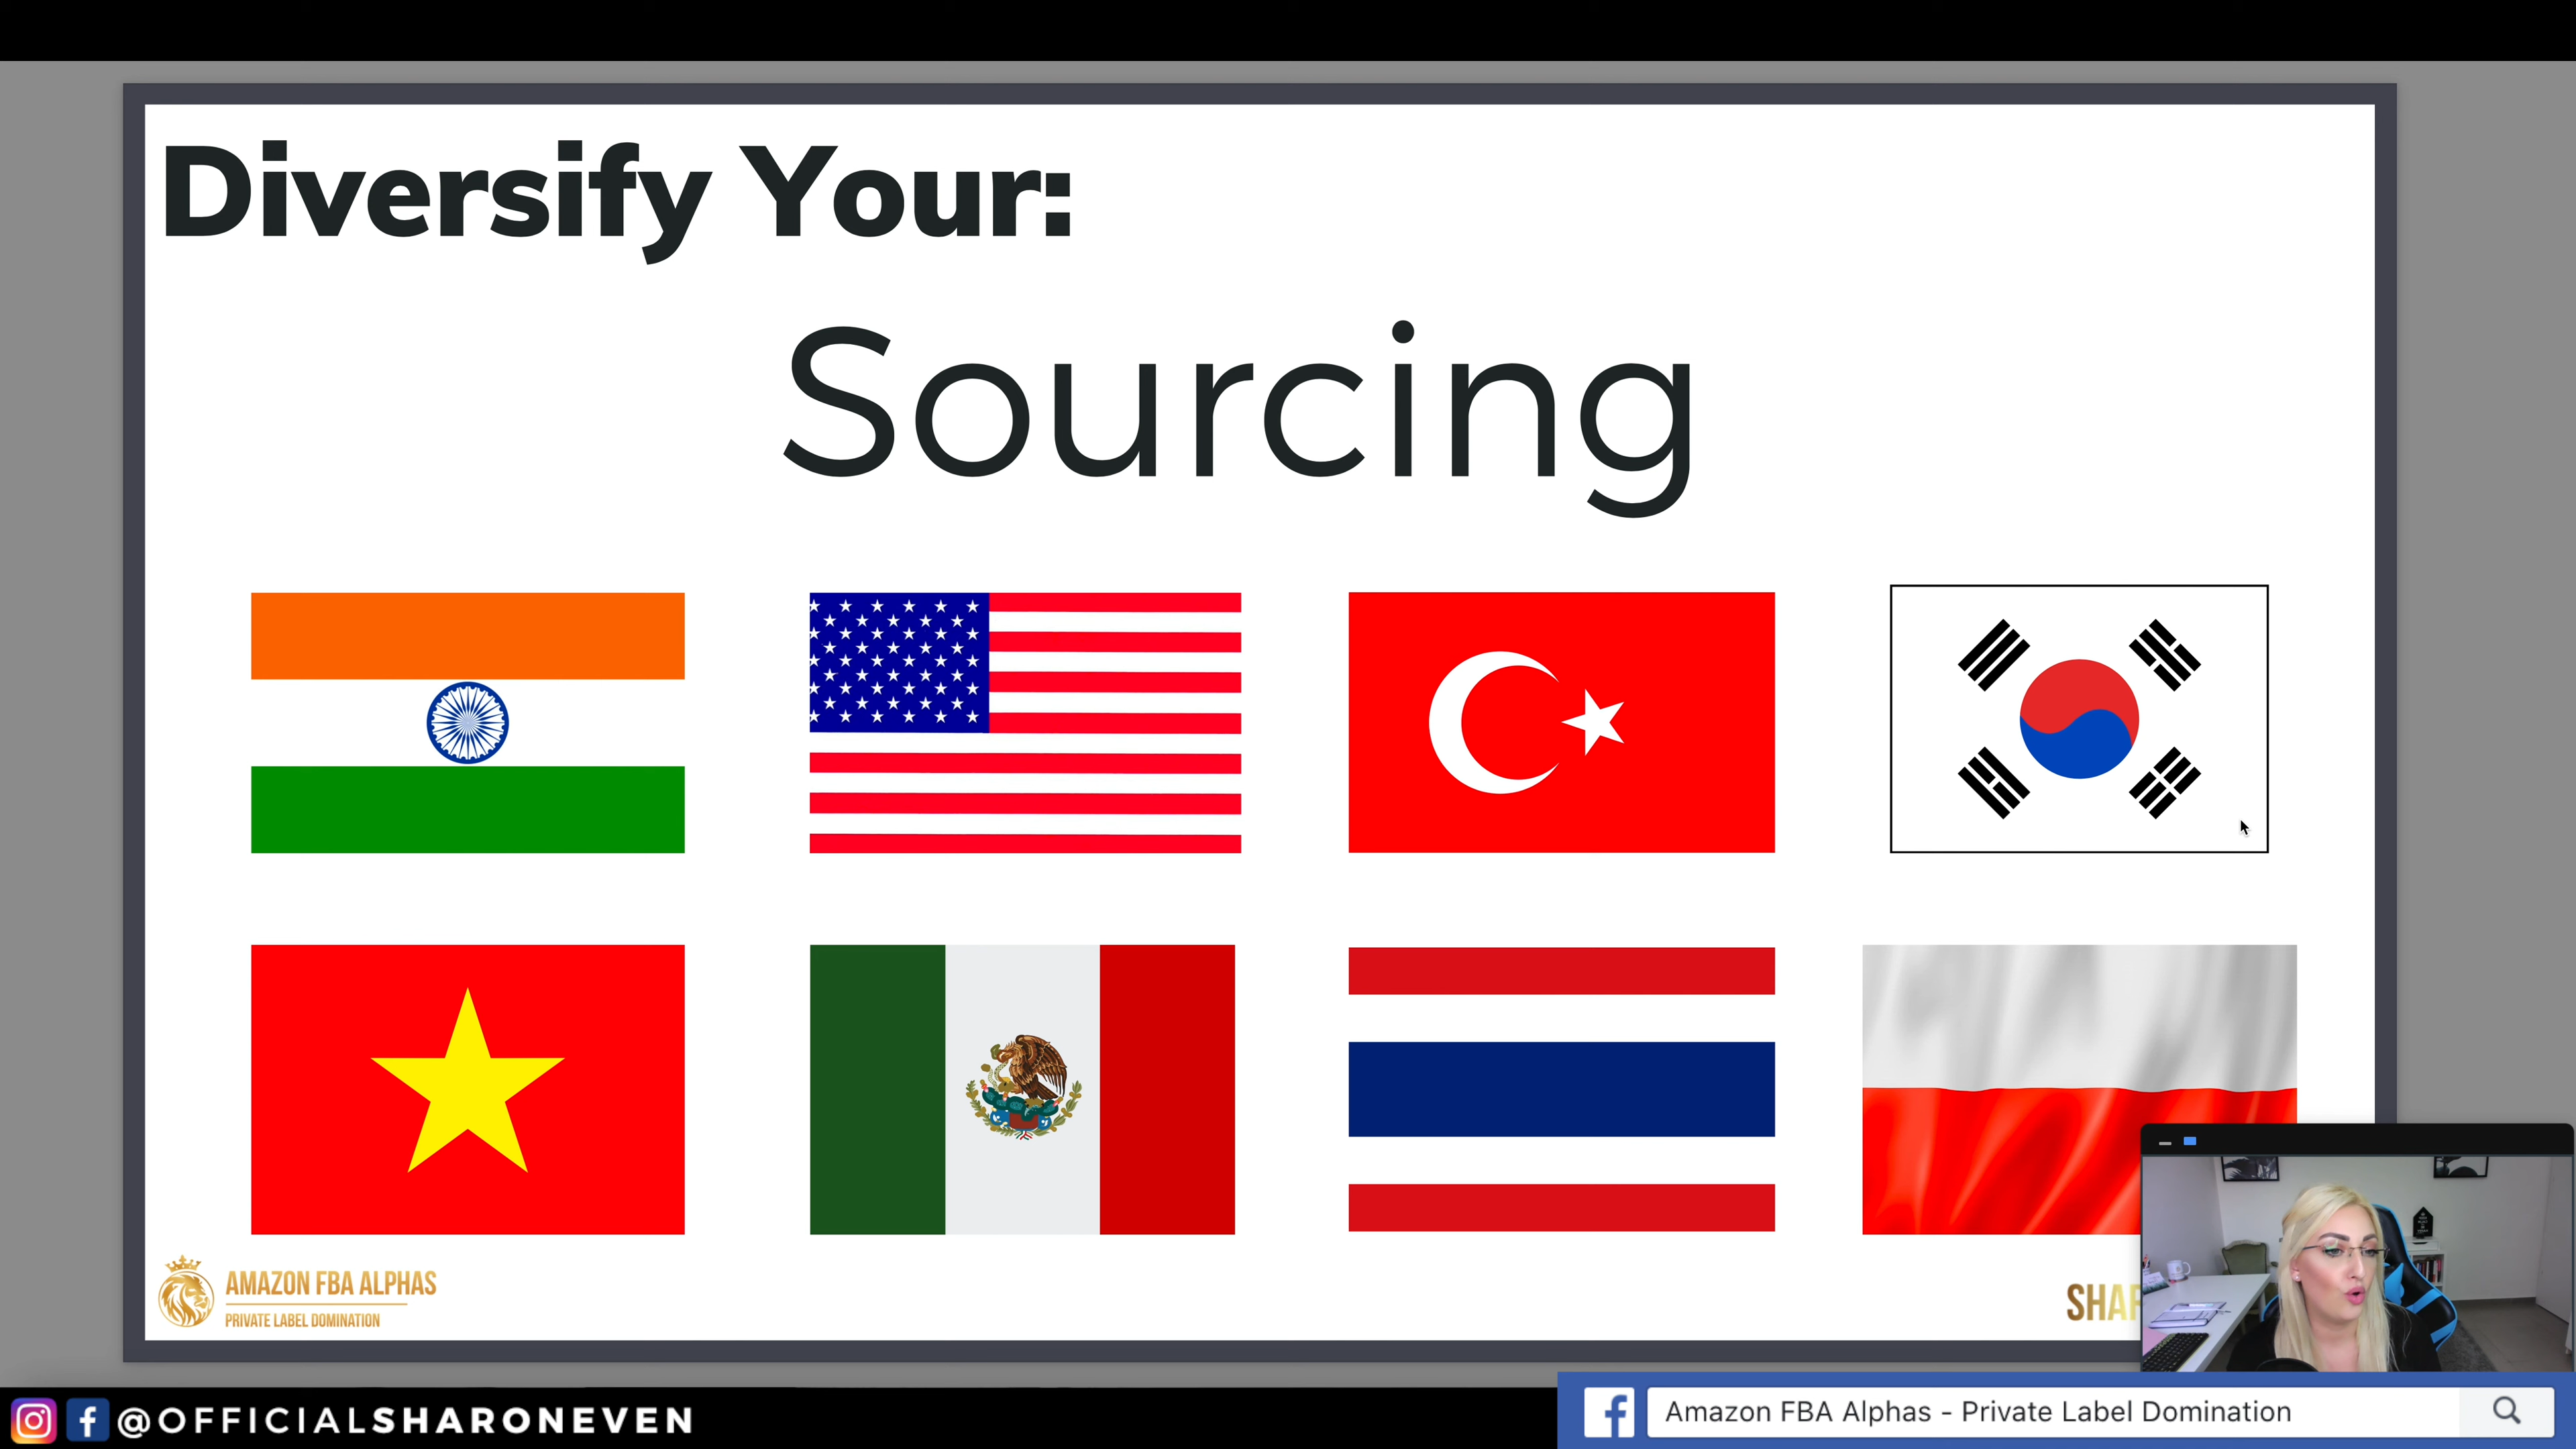 Diversify Your:
Sourcing
AMAZON FBA ALPHAS
PRIVATE LABEL DOMINATION
@OFFICIALSHARONEVEN
Amazon FBA Alphas - Private Label Domination